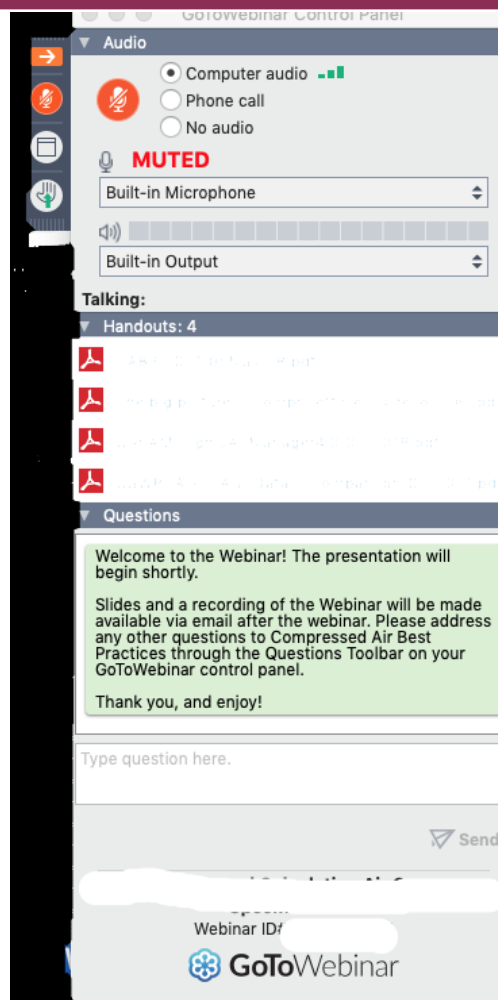 GoToWebinar Control Panel
Audio
Computer audio
Phone call
No audio
MUTED
Built-in Microphone
Built-in Output
Talking:
Handouts: 4
Questions
Welcome to the Webinar! The presentation will
begin shortly.
Slides and a recording of the Webinar will be made
available via email after the webinar. Please address
any other questions to Compressed Air Best
Practices through the Questions Toolbar on your
GoToWebinar control panel.
Thank you, and enjoy!
Type question here.
Send
Webinar ID
GoToWebinar